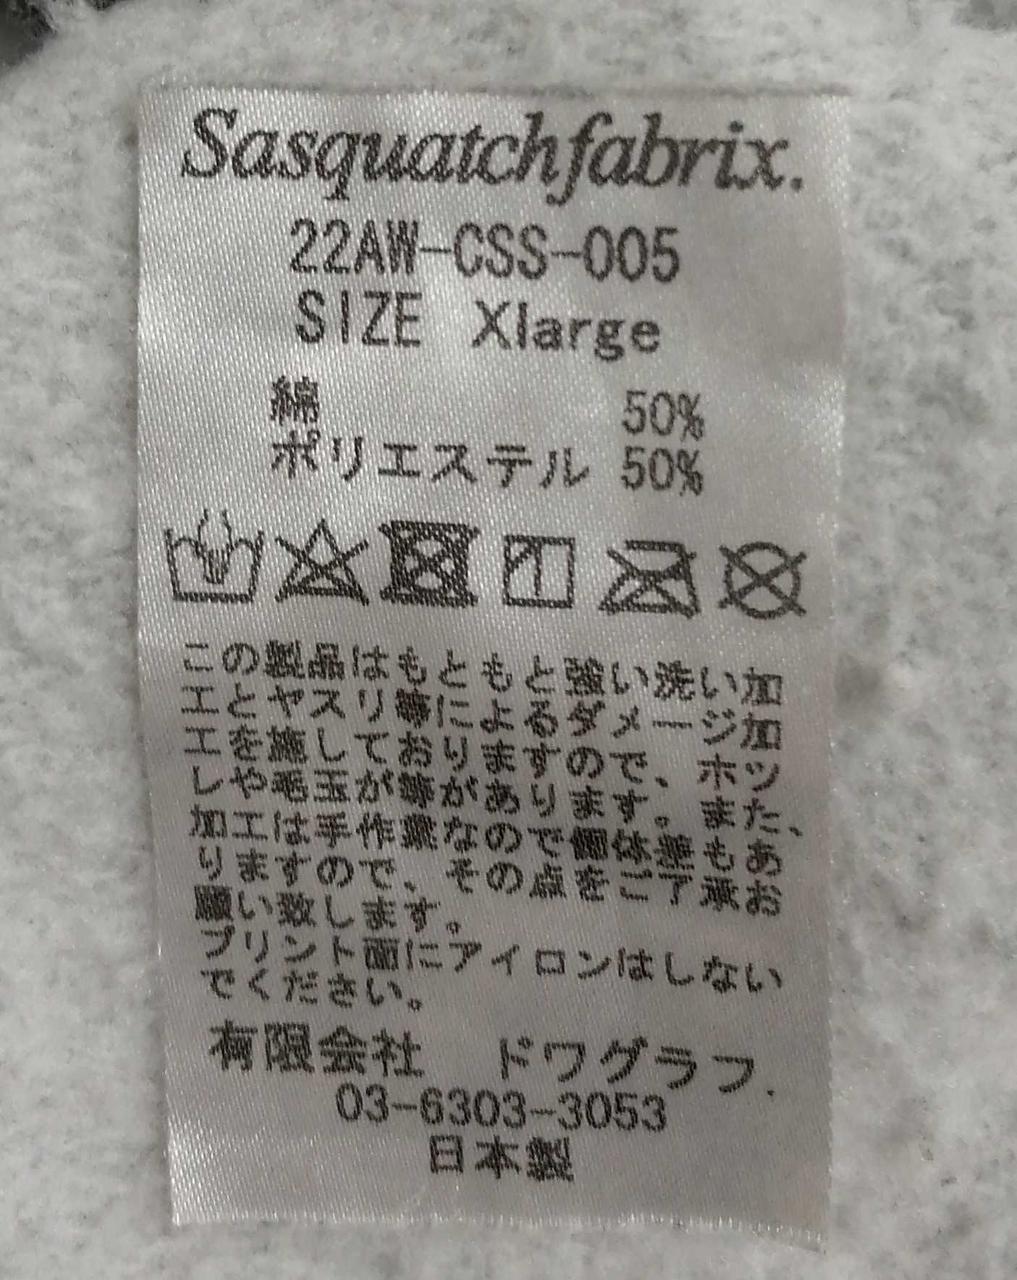 Sasquatchfabrix.
22AW-CSS-005
SIZE Xlarge
綿 50%
ポリエステル 50%
この製品はもともと強い洗い加
工とヤスリ等によるダメージ加
工を施しておりますので、ホツ
レや毛玉が等があります。また、
加工は手作業なので個体差もあ
りますので、その点をご了承お
願い致します。
プリント面にアイロンはしない
でください。
有限会社 ドワグラフ.
03-6303-3053
日本製